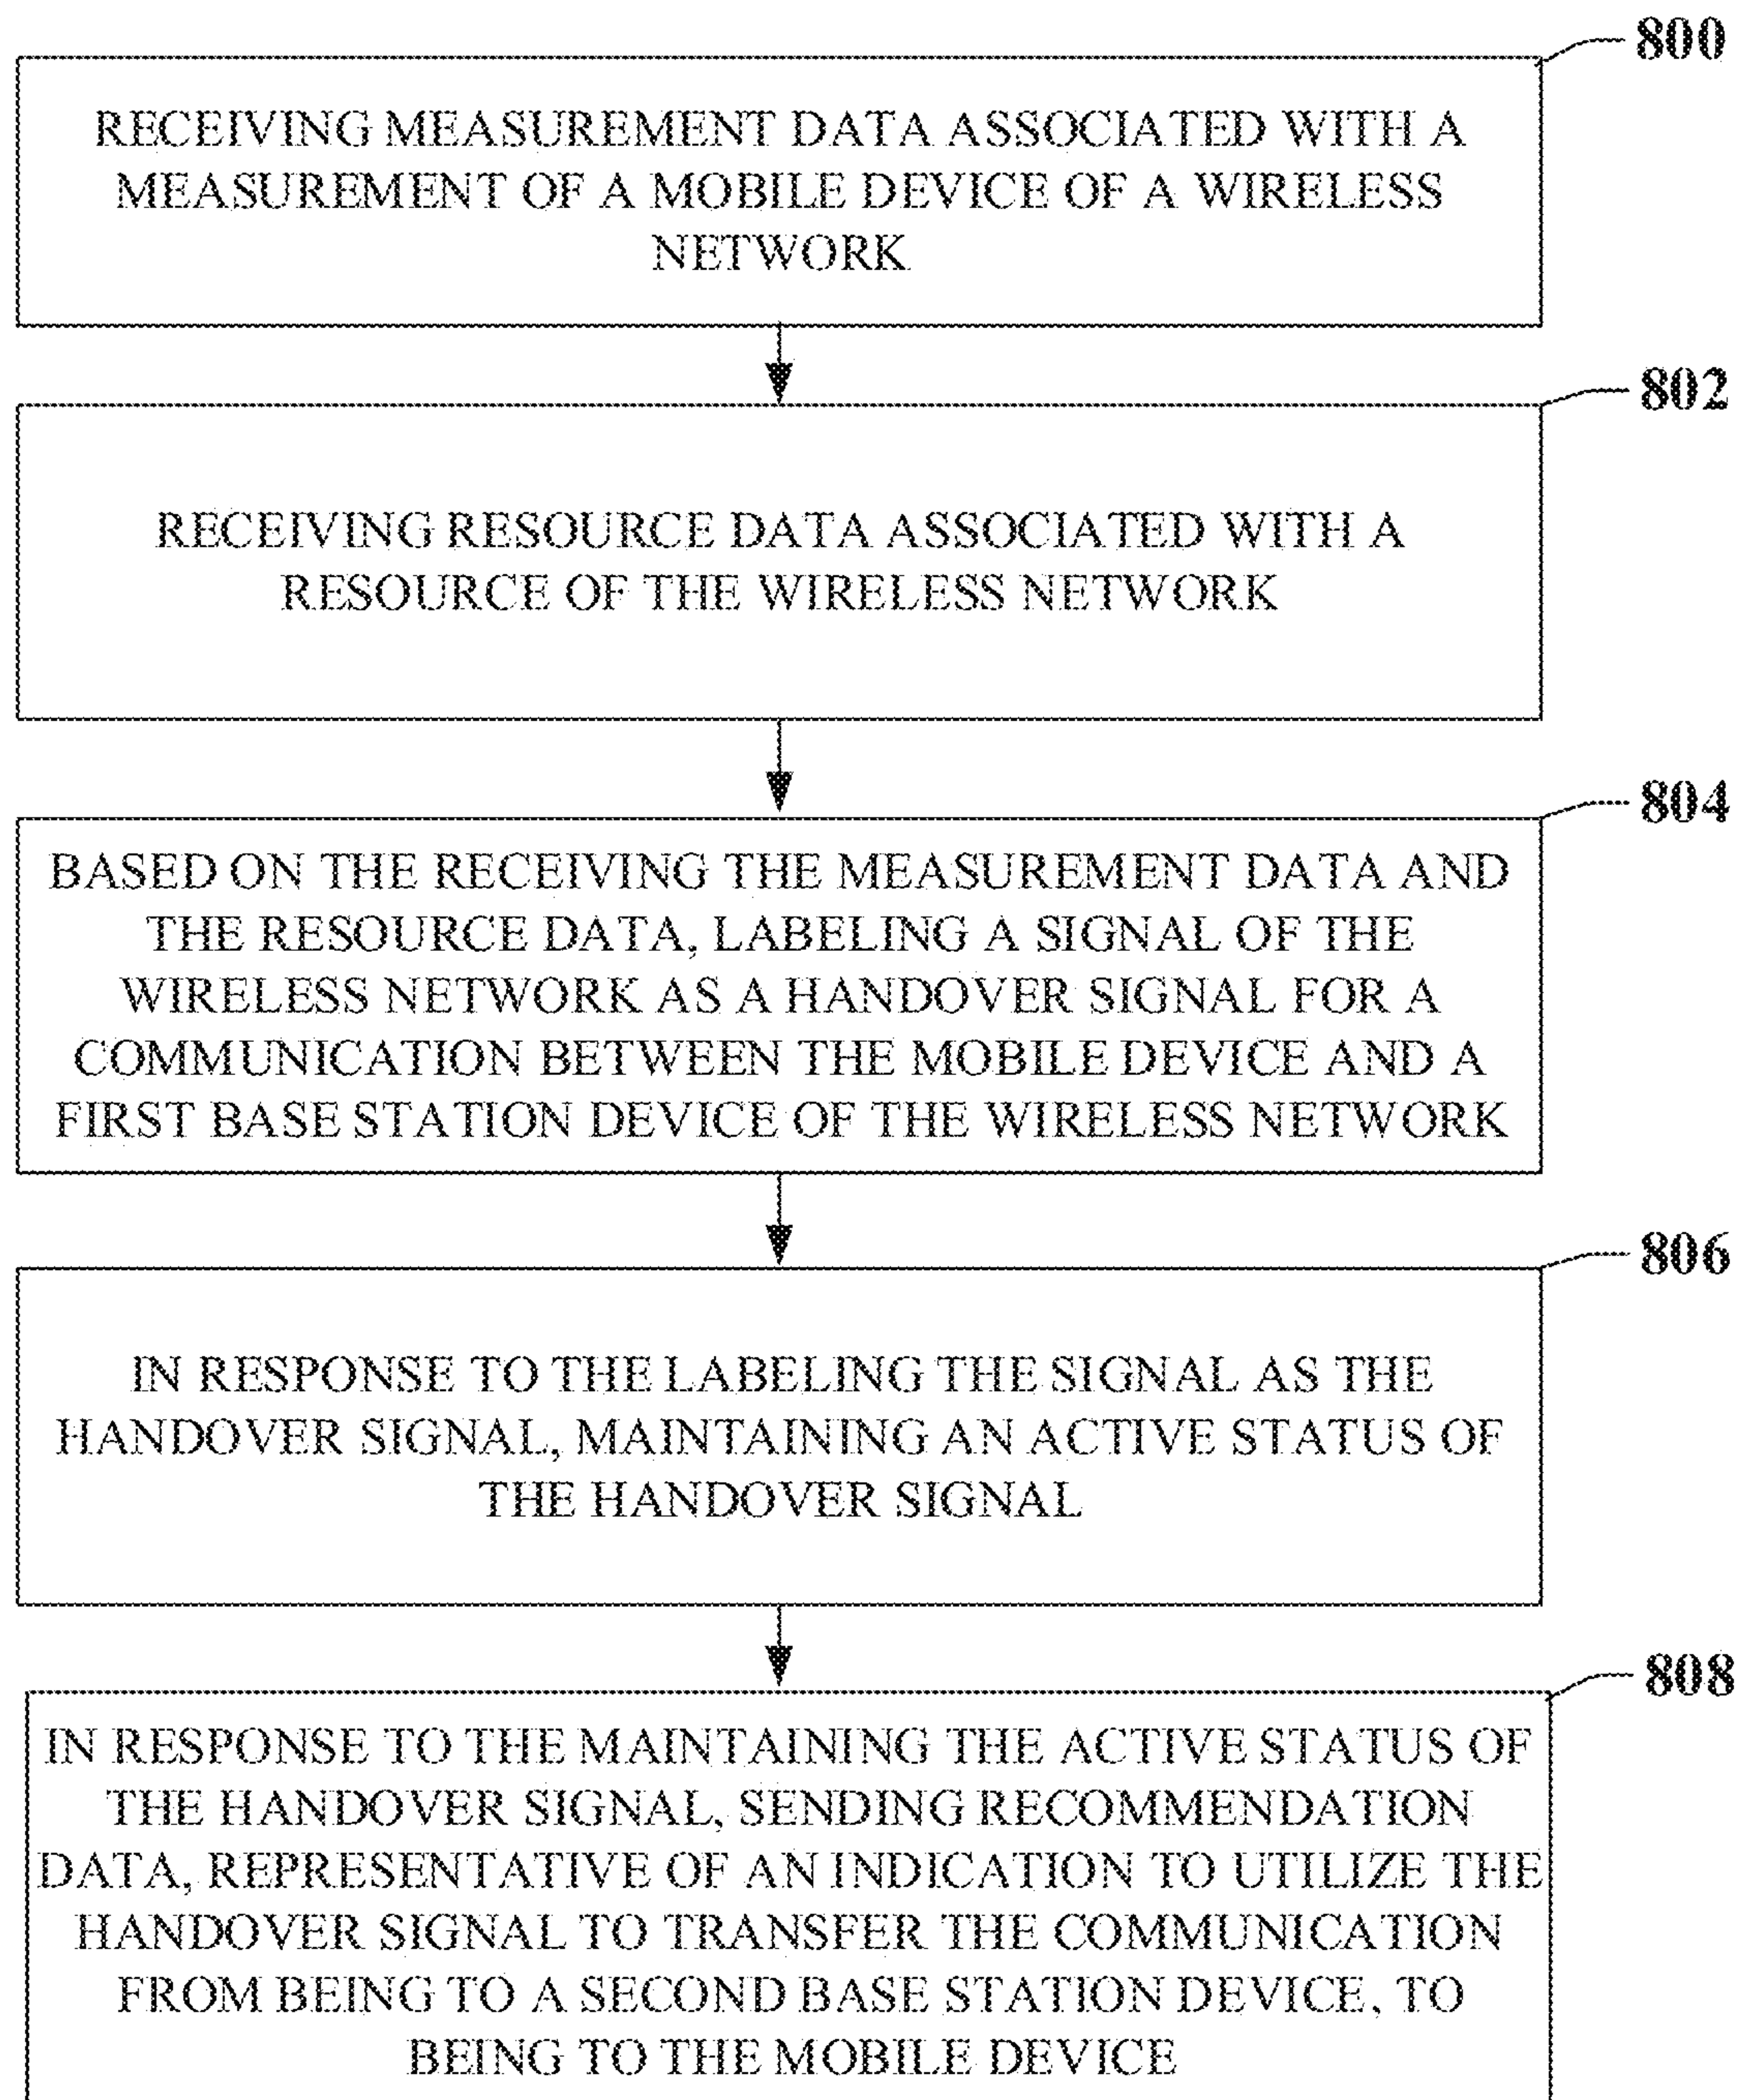 800
RECEIVING MEASUREMENT DATA ASSOCIATED WITH A
MEASUREMENT OF A MOBILE DEVICE OF A WIRELESS
NETWORK
802
RECEIVING RESOURCE DATA ASSOCIATED WITH A
RESOURCE OF THE WIRELESS NETWORK
804
BASED ON THE RECEIVING THE MEASUREMENT DATA AND
THE RESOURCE DATA, LABELING A SIGNAL OF THE
WIRELESS NETWORK AS A HANDOVER SIGNAL FOR A
COMMUNICATION BETWEEN THE MOBILE DEVICE AND A
FIRST BASE STATION DEVICE OF THE WIRELESS NETWORK
806
IN RESPONSE TO THE LABELING THE SIGNAL AS THE
HANDOVER SIGNAL, MAINTAINING AN ACTIVE STATUS OF
THE HANDOVER SIGNAL
808
IN RESPONSE TO THE MAINTAINING THE ACTIVE STATUS OF
THE HANDOVER SIGNAL, SENDING RECOMMENDATION
DATA, REPRESENTATIVE OF AN INDICATION TO UTILIZE THE
HANDOVER SIGNAL TO TRANSFER THE COMMUNICATION
FROM BEING TO A SECOND BASE STATION DEVICE, TO
BEING TO THE MOBILE DEVICE